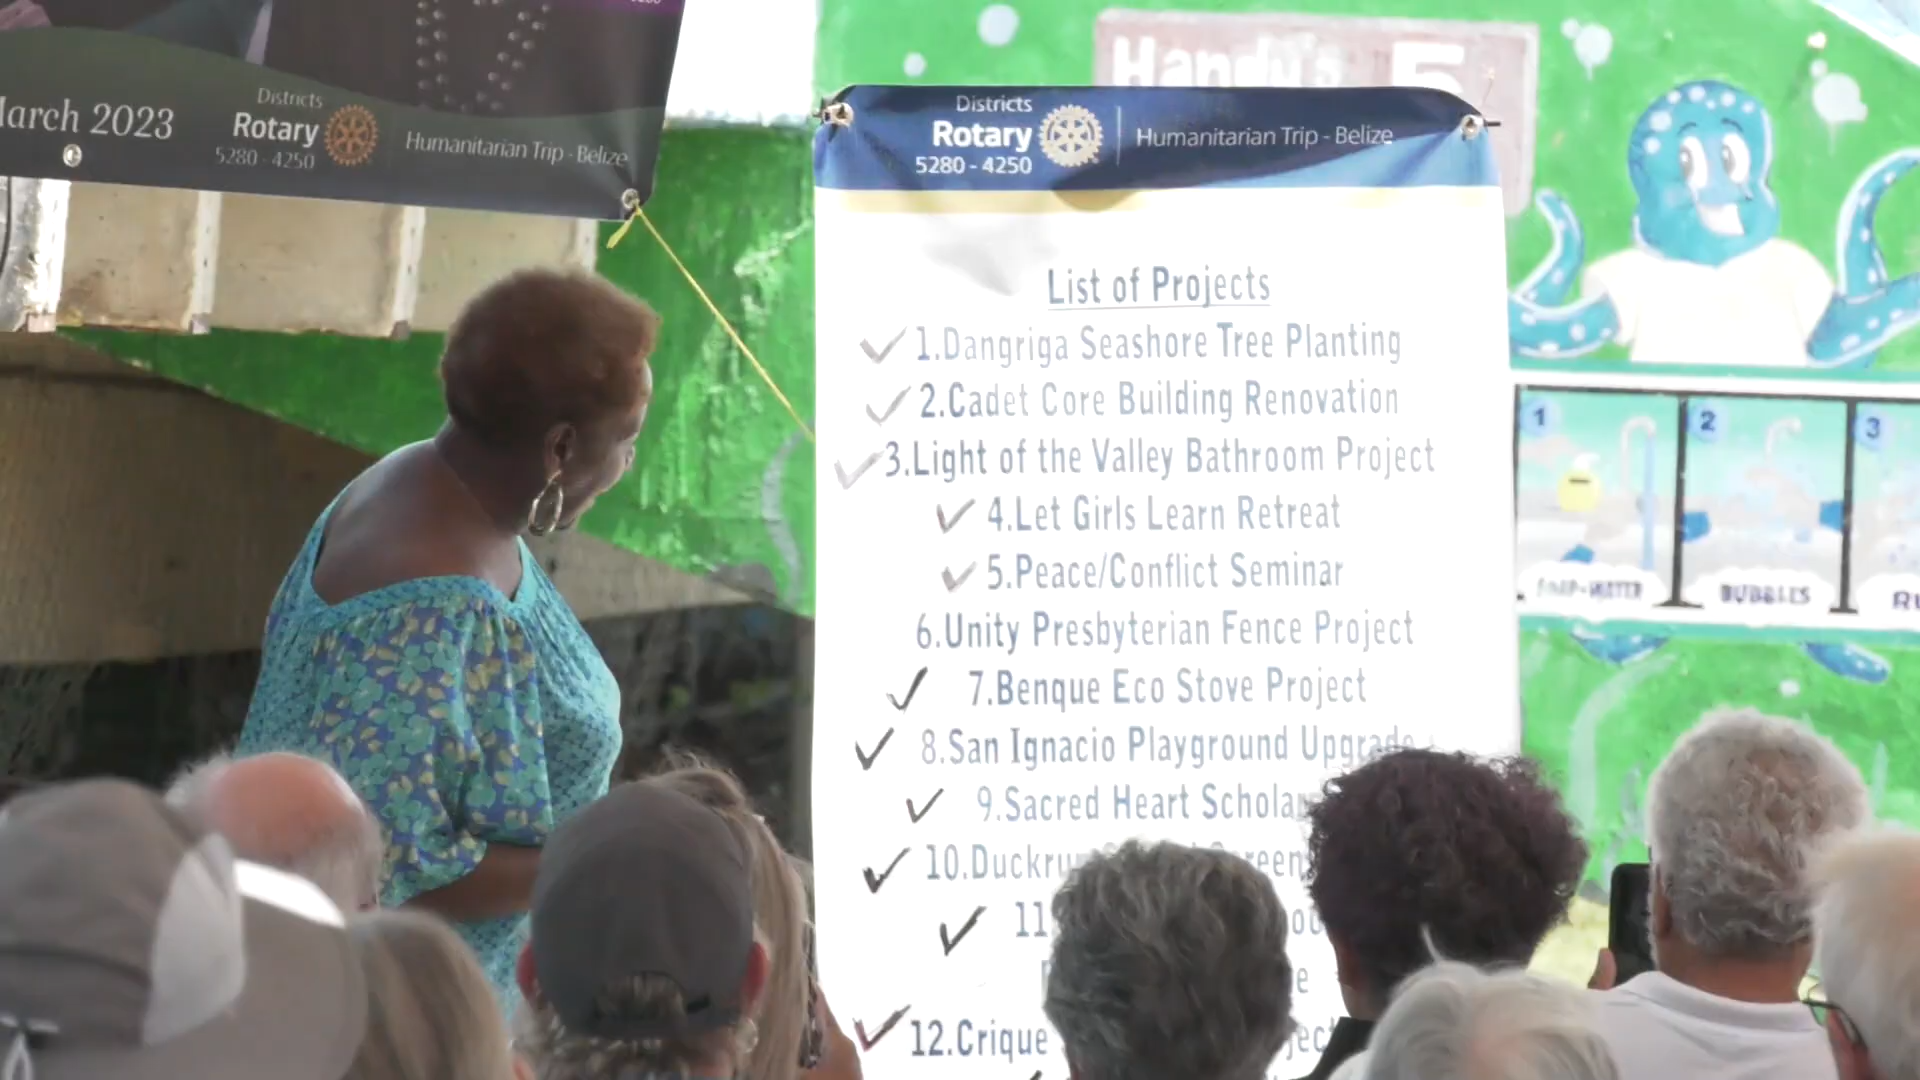 March 2023
Districts
Rotary
5280 - 4250
Humanitarian Trip - Belize
Handy's 5
Districts
Rotary
5280 - 4250
Humanitarian Trip - Belize
List of Projects
1.Dangriga Seashore Tree Planting
2.Cadet Core Building Renovation
3.Light of the Valley Bathroom Project
4.Let Girls Learn Retreat
5.Peace/Conflict Seminar
6.Unity Presbyterian Fence Project
7.Benque Eco Stove Project
8.San Ignacio Playground Upgrade
9.Sacred Heart
10.
11
12.Crique
1
2
3
BUBBLES